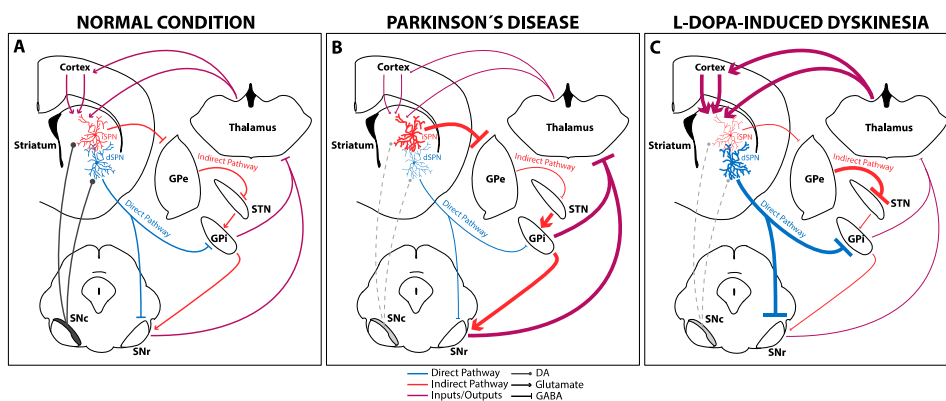 NORMAL CONDITION
A
Cortex
Striatum
iSPN
dSPN
Thalamus
GPe
Indirect Pathway
STN
Direct Pathway
GPi
SNc
SNr
PARKINSON´S DISEASE
B
Cortex
Striatum
iSPN
dSPN
Thalamus
GPe
Indirect Pathway
STN
Direct Pathway
GPi
SNc
SNr
L-DOPA-INDUCED DYSKINESIA
C
Cortex
Striatum
iSPN
dSPN
Thalamus
GPe
Indirect Pathway
STN
Direct Pathway
GPi
SNc
SNr
Direct Pathway
Indirect Pathway
Inputs/Outputs
DA
Glutamate
GABA